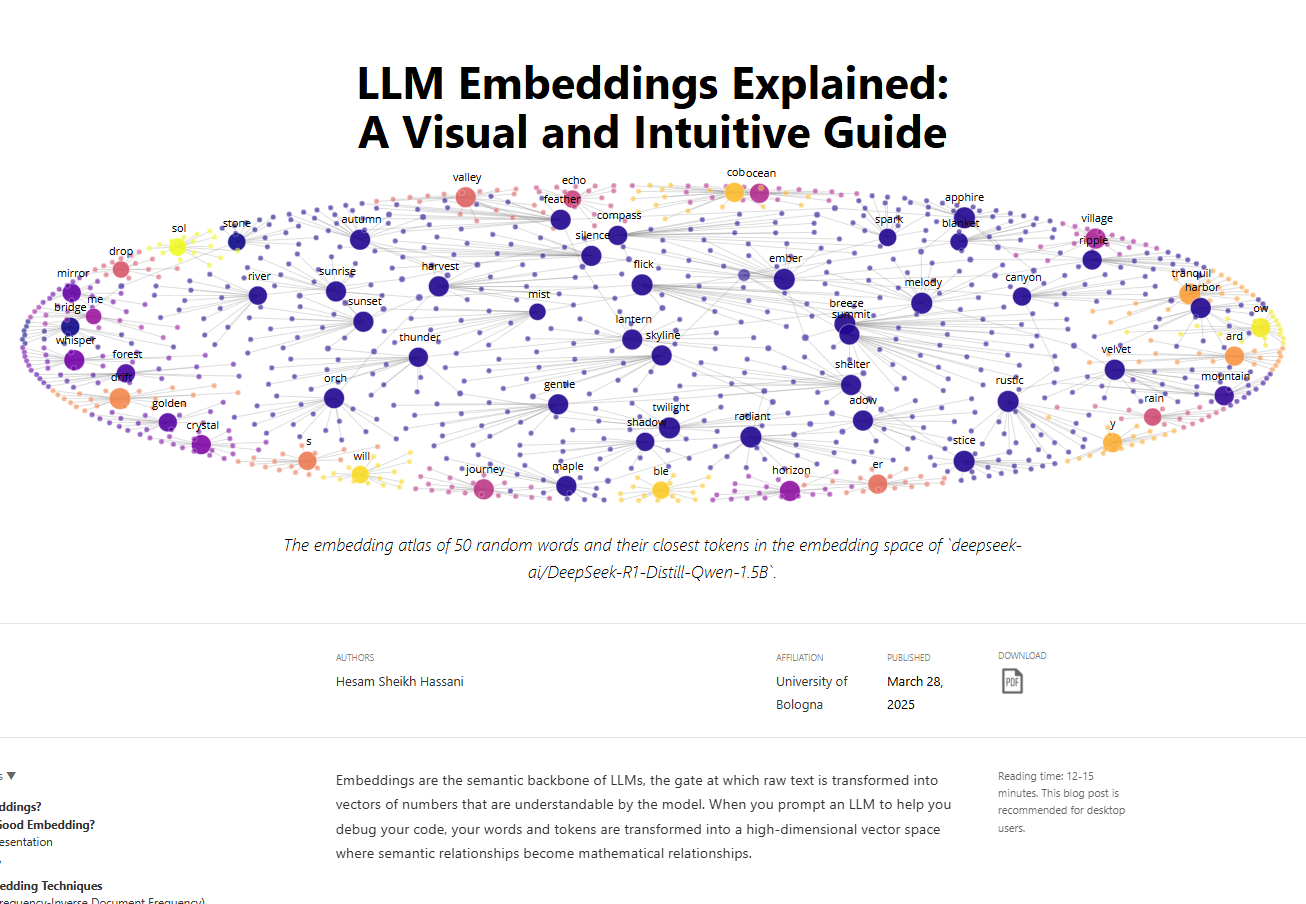 LLM Embeddings Explained:
A Visual and Intuitive Guide
valley
echo
cob
ocean
feather
apphire
stone
autumn
compass
spark
blanket
village
sol
silence
ripple
drop
mirror
river
sunrise
harvest
flick
ember
melody
canyon
tranquil
harbor
me
bridge
sunset
mist
breeze
summit
ow
whisper
forest
thunder
lantern
skyline
velvet
ard
drift
orch
gentle
shelter
rustic
mountain
golden
crystal
twilight
shadow
radiant
adow
rain
y
s
will
journey
maple
ble
horizon
er
stice
The embedding atlas of 50 random words and their closest tokens in the embedding space of `deepseek-
ai/DeepSeek-R1-Distill-Qwen-1.5B`.
AUTHORS
Hesam Sheikh Hassani
AFFILIATION
University of
Bologna
PUBLISHED
March 28,
2025
DOWNLOAD
PDF
s ▼
ddings?
Good Embedding?
esentation
edding Techniques
requency-Inverse Document Frequency)
Embeddings are the semantic backbone of LLMs, the gate at which raw text is transformed into
vectors of numbers that are understandable by the model. When you prompt an LLM to help you
debug your code, your words and tokens are transformed into a high-dimensional vector space
where semantic relationships become mathematical relationships.
Reading time: 12-15
minutes. This blog post is
recommended for desktop
users.